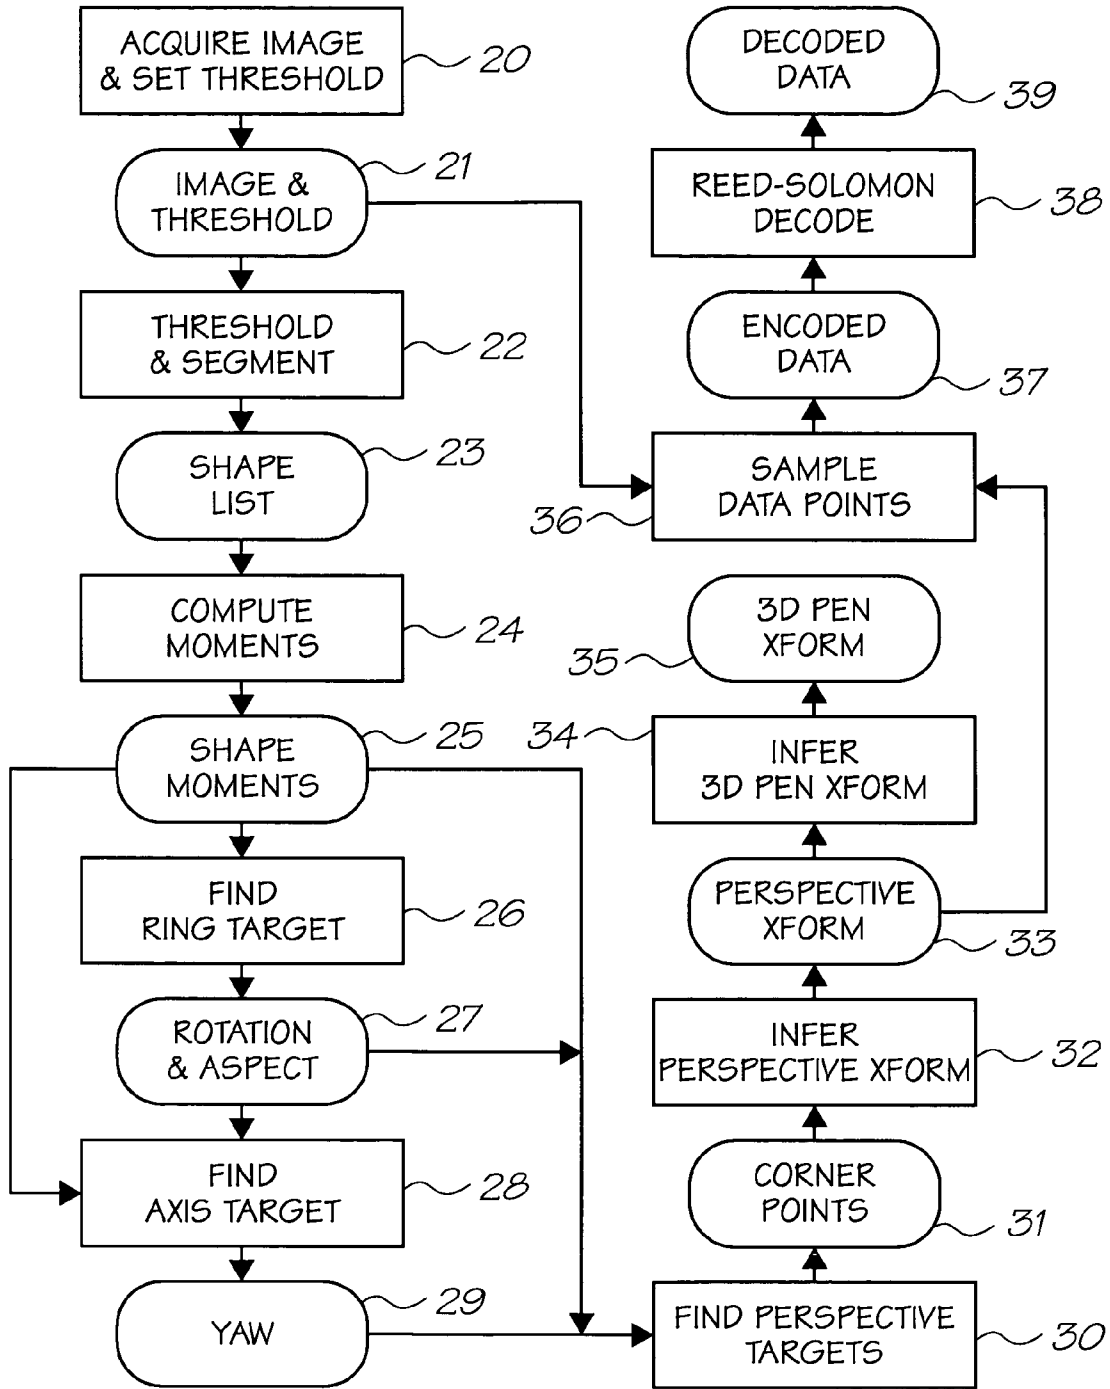 ACQUIRE IMAGE
& SET THRESHOLD
20
IMAGE &
THRESHOLD
21
THRESHOLD
& SEGMENT
22
SHAPE
LIST
23
COMPUTE
MOMENTS
24
SHAPE
MOMENTS
25
FIND
RING TARGET
26
ROTATION
& ASPECT
27
FIND
AXIS TARGET
28
YAW
29
FIND PERSPECTIVE
TARGETS
30
CORNER
POINTS
31
INFER
PERSPECTIVE XFORM
32
PERSPECTIVE
XFORM
33
INFER
3D PEN XFORM
34
3D PEN
XFORM
35
SAMPLE
DATA POINTS
36
ENCODED
DATA
37
REED-SOLOMON
DECODE
38
DECODED
DATA
39